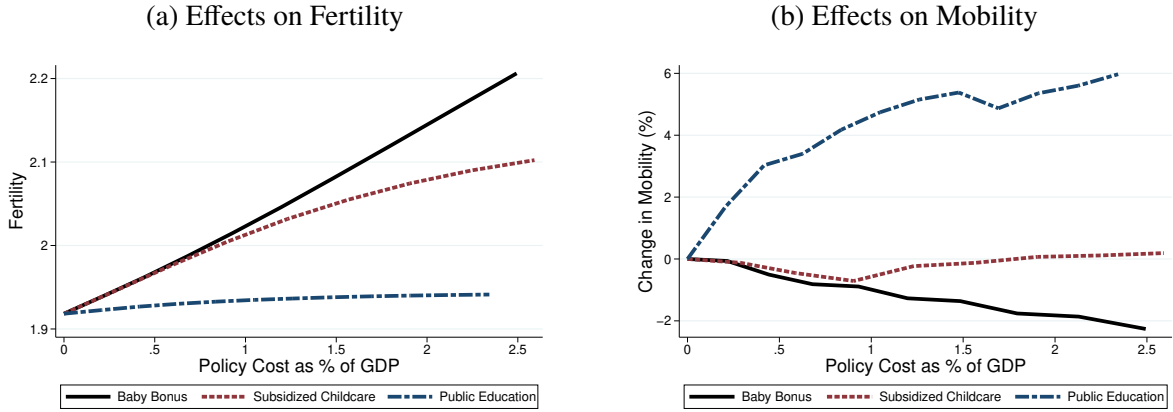 (a) Effects on Fertility
Fertility
2.2
2.1
2
1.9
0 .5 1 1.5 2 2.5
Policy Cost as % of GDP
Baby Bonus Subsidized Childcare Public Education
(b) Effects on Mobility
Change in Mobility (%)
6
4
2
0
−2
0 .5 1 1.5 2 2.5
Policy Cost as % of GDP
Baby Bonus Subsidized Childcare Public Education